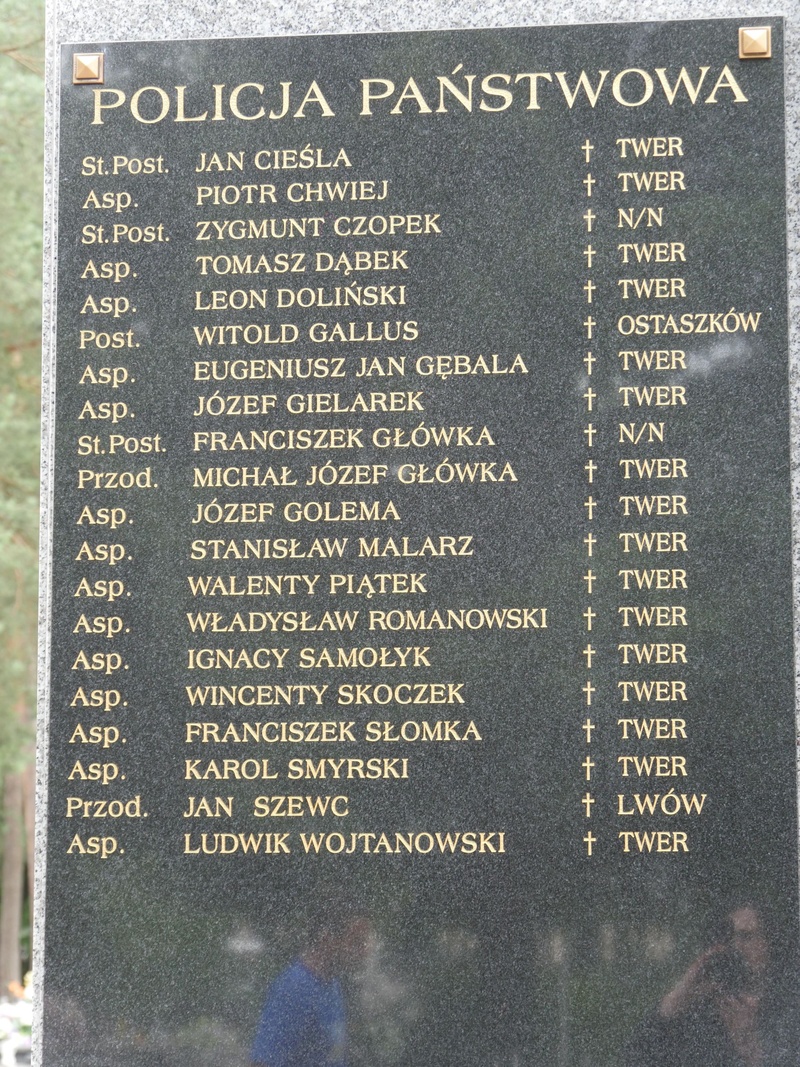 POLICJA PAŃSTWOWA
St.Post. JAN CIEŚLA † TWER
Asp. PIOTR CHWIEJ † TWER
St.Post. ZYGMUNT CZOPEK † N/N
Asp. TOMASZ DĄBEK † TWER
Asp. LEON DOLIŃSKI † TWER
Post. WITOLD GALLUS † OSTASZKÓW
Asp. EUGENIUSZ JAN GĘBALA † TWER
Asp. JÓZEF GIELAREK † TWER
St.Post. FRANCISZEK GŁÓWKA † N/N
Przod. MICHAŁ JÓZEF GŁÓWKA † TWER
Asp. JÓZEF GOLEMA † TWER
Asp. STANISŁAW MALARZ † TWER
Asp. WALENTY PIĄTEK † TWER
Asp. WŁADYSŁAW ROMANOWSKI † TWER
Asp. IGNACY SAMOŁYK † TWER
Asp. WINCENTY SKOCZEK † TWER
Asp. FRANCISZEK SŁOMKA † TWER
Asp. KAROL SMYRSKI † TWER
Przod. JAN SZEWC † LWÓW
Asp. LUDWIK WOJTANOWSKI † TWER